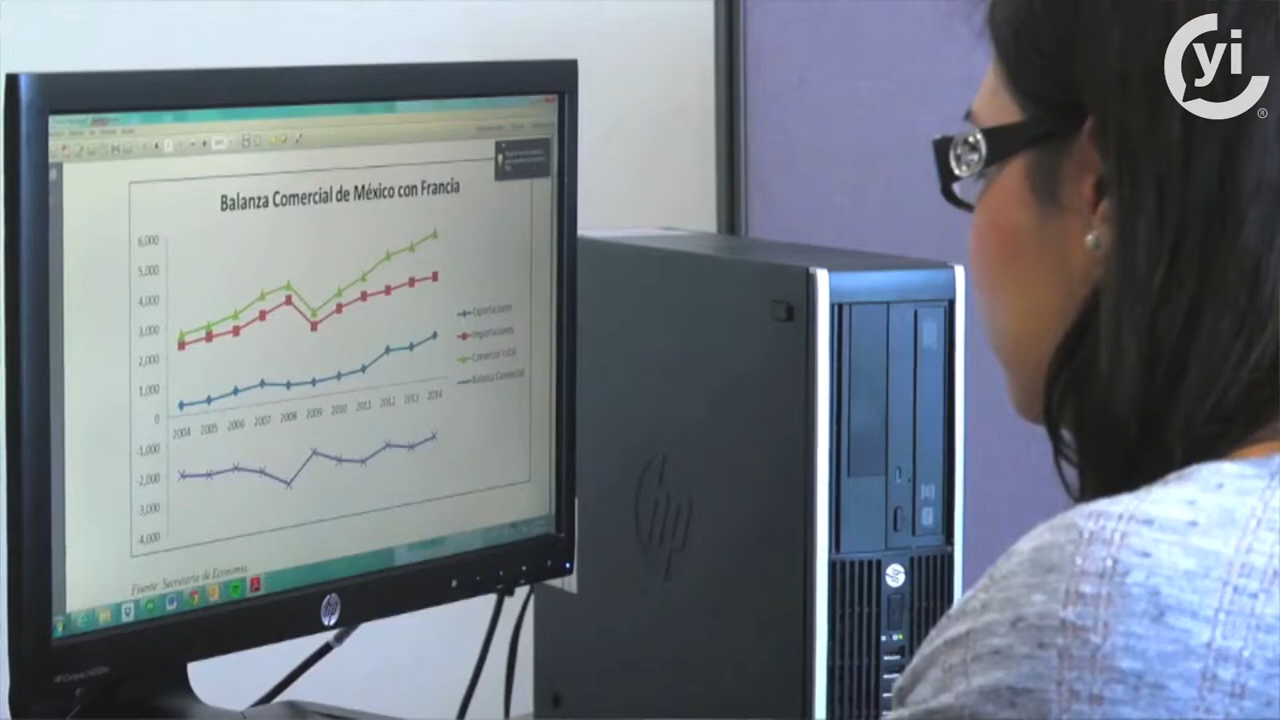 yi
®
Balanza Comercial de México con Francia
6,000
5,000
4,000
3,000
2,000
1,000
0
-1,000
-2,000
-3,000
-4,000
2004 2005 2006 2007 2008 2009 2010 2011 2012 2013 2014
Exportaciones
Importaciones
Comercio Total
Balanza Comercial
Fuente: Secretaría de Economía.
hp
hp
hp